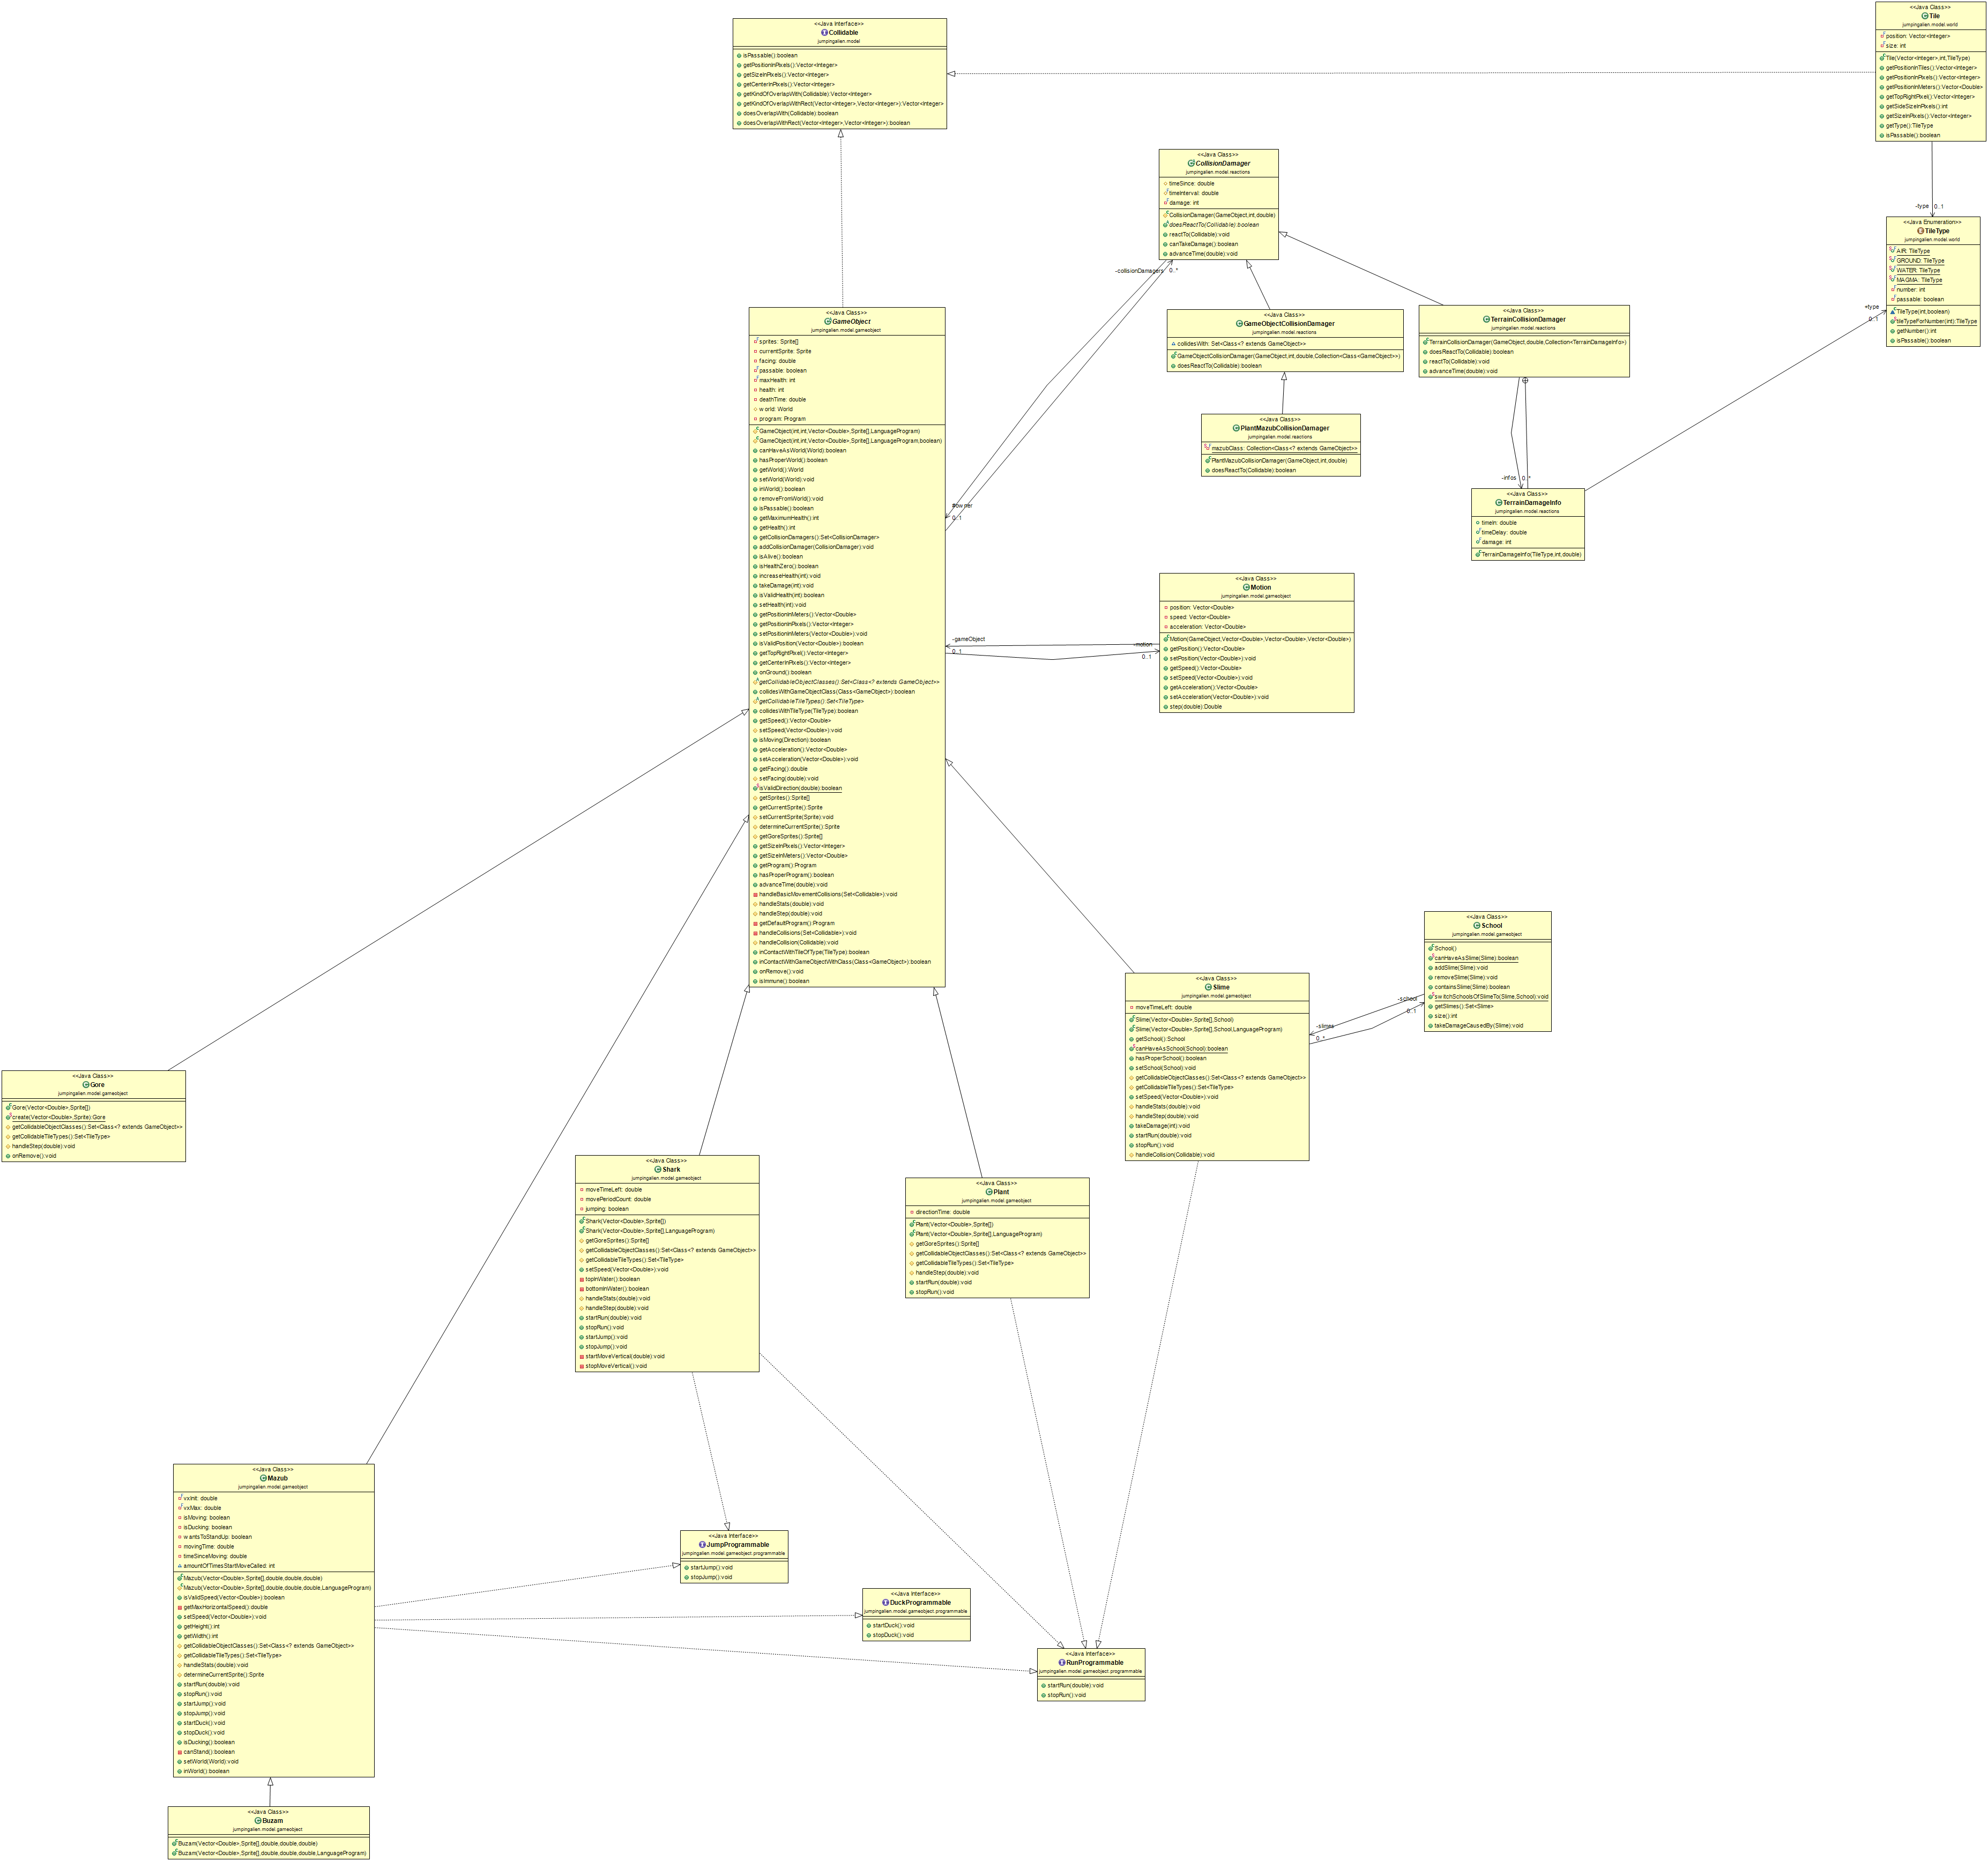 <<Java Interface>>
Collidable
jumpingalien.model
isPassable():boolean
getPositionInPixels():Vector<Integer>
getSizeInPixels():Vector<Integer>
getCenterInPixels():Vector<Integer>
getKindOfOverlapWith(Collidable):Vector<Integer>
getKindOfOverlapWithRect(Vector<Integer>,Vector<Integer>):Vector<Integer>
doesOverlapWith(Collidable):boolean
doesOverlapWithRect(Vector<Integer>,Vector<Integer>):boolean
<<Java Class>>
Tile
jumpingalien.model.world
position: Vector<Integer>
size: int
Tile(Vector<Integer>,int,TileType)
getPositionInTiles():Vector<Integer>
getPositionInPixels():Vector<Integer>
getPositionInMeters():Vector<Double>
getTopRightPixel():Vector<Integer>
getSideSizeInPixels():int
getSizeInPixels():Vector<Integer>
getType():TileType
isPassable():boolean
-type 0..1
<<Java Enumeration>>
TileType
jumpingalien.model.world
AIR: TileType
GROUND: TileType
WATER: TileType
MAGMA: TileType
number: int
passable: boolean
TileType(int,boolean)
tileTypeForNumber(int):TileType
getNumber():int
isPassable():boolean
+type
0..1
<<Java Class>>
CollisionDamager
jumpingalien.model.reactions
timeSince: double
timeInterval: double
damage: int
CollisionDamager(GameObject,int,double)
doesReactTo(Collidable):boolean
reactTo(Collidable):void
canTakeDamage():boolean
advanceTime(double):void
-collisionDamagers 0..*
<<Java Class>>
GameObjectCollisionDamager
jumpingalien.model.reactions
collidesWith: Set<Class<? extends GameObject>>
GameObjectCollisionDamager(GameObject,int,double,Collection<Class<GameObject>>)
doesReactTo(Collidable):boolean
<<Java Class>>
TerrainCollisionDamager
jumpingalien.model.reactions
TerrainCollisionDamager(GameObject,double,Collection<TerrainDamageInfo>)
doesReactTo(Collidable):boolean
reactTo(Collidable):void
advanceTime(double):void
<<Java Class>>
PlantMazubCollisionDamager
jumpingalien.model.reactions
mazubClass: Collection<Class<? extends GameObject>>
PlantMazubCollisionDamager(GameObject,int,double)
doesReactTo(Collidable):boolean
-infos 0..*
<<Java Class>>
TerrainDamageInfo
jumpingalien.model.reactions
timeIn: double
timeDelay: double
damage: int
TerrainDamageInfo(TileType,int,double)
<<Java Class>>
GameObject
jumpingalien.model.gameobject
sprites: Sprite[]
currentSprite: Sprite
facing: double
passable: boolean
maxHealth: int
health: int
deathTime: double
world: World
program: Program
GameObject(int,int,Vector<Double>,Sprite[],LanguageProgram)
GameObject(int,int,Vector<Double>,Sprite[],LanguageProgram,boolean)
canHaveAsWorld(World):boolean
hasProperWorld():boolean
getWorld():World
setWorld(World):void
inWorld():boolean
removeFromWorld():void
isPassable():boolean
getMaximumHealth():int
getHealth():int
getCollisionDamagers():Set<CollisionDamager>
addCollisionDamager(CollisionDamager):void
isAlive():boolean
isHealthZero():boolean
increaseHealth(int):void
takeDamage(int):void
isValidHealth(int):boolean
setHealth(int):void
getPositionInMeters():Vector<Double>
getPositionInPixels():Vector<Integer>
setPositionInMeters(Vector<Double>):void
isValidPosition(Vector<Double>):boolean
getTopRightPixel():Vector<Integer>
getCenterInPixels():Vector<Integer>
onGround():boolean
getCollidableObjectClasses():Set<Class<? extends GameObject>>
collidesWithGameObjectClass(Class<GameObject>):boolean
getCollidableTileTypes():Set<TileType>
collidesWithTileType(TileType):boolean
getSpeed():Vector<Double>
setSpeed(Vector<Double>):void
isMoving(Direction):boolean
getAcceleration():Vector<Double>
setAcceleration(Vector<Double>):void
getFacing():double
setFacing(double):void
isValidDirection(double):boolean
getSprites():Sprite[]
getCurrentSprite():Sprite
setCurrentSprite(Sprite):void
determineCurrentSprite():Sprite
getGoreSprites():Sprite[]
getSizeInPixels():Vector<Integer>
getSizeInMeters():Vector<Double>
getProgram():Program
hasProperProgram():boolean
advanceTime(double):void
handleBasicMovementCollisions(Set<Collidable>):void
handleStats(double):void
handleStep(double):void
getDefaultProgram():Program
handleCollisions(Set<Collidable>):void
handleCollision(Collidable):void
inContactWithTileOfType(TileType):boolean
inContactWithGameObjectWithClass(Class<GameObject>):boolean
onRemove():void
isImmune():boolean
#owner
0..1
<<Java Class>>
Motion
jumpingalien.model.gameobject
position: Vector<Double>
speed: Vector<Double>
acceleration: Vector<Double>
Motion(GameObject,Vector<Double>,Vector<Double>,Vector<Double>)
getPosition():Vector<Double>
setPosition(Vector<Double>):void
getSpeed():Vector<Double>
setSpeed(Vector<Double>):void
getAcceleration():Vector<Double>
setAcceleration(Vector<Double>):void
step(double):Double
-gameObject
0..1
-motion
0..1
<<Java Class>>
School
jumpingalien.model.gameobject
School()
canHaveAsSlime(Slime):boolean
addSlime(Slime):void
removeSlime(Slime):void
containsSlime(Slime):boolean
switchSchoolsOfSlimeTo(Slime,School):void
getSlimes():Set<Slime>
size():int
takeDamageCausedBy(Slime):void
-school
0..1
-slimes
0..*
<<Java Class>>
Slime
jumpingalien.model.gameobject
moveTimeLeft: double
Slime(Vector<Double>,Sprite[],School)
Slime(Vector<Double>,Sprite[],School,LanguageProgram)
getSchool():School
canHaveAsSchool(School):boolean
hasProperSchool():boolean
setSchool(School):void
getCollidableObjectClasses():Set<Class<? extends GameObject>>
getCollidableTileTypes():Set<TileType>
setSpeed(Vector<Double>):void
handleStats(double):void
handleStep(double):void
takeDamage(int):void
startRun(double):void
stopRun():void
handleCollision(Collidable):void
<<Java Class>>
Gore
jumpingalien.model.gameobject
Gore(Vector<Double>,Sprite[])
create(Vector<Double>,Sprite):Gore
getCollidableObjectClasses():Set<Class<? extends GameObject>>
getCollidableTileTypes():Set<TileType>
handleStep(double):void
onRemove():void
<<Java Class>>
Shark
jumpingalien.model.gameobject
moveTimeLeft: double
movePeriodCount: double
jumping: boolean
Shark(Vector<Double>,Sprite[])
Shark(Vector<Double>,Sprite[],LanguageProgram)
getGoreSprites():Sprite[]
getCollidableObjectClasses():Set<Class<? extends GameObject>>
getCollidableTileTypes():Set<TileType>
setSpeed(Vector<Double>):void
topInWater():boolean
bottomInWater():boolean
handleStats(double):void
handleStep(double):void
startRun(double):void
stopRun():void
startJump():void
stopJump():void
startMoveVertical(double):void
stopMoveVertical():void
<<Java Class>>
Plant
jumpingalien.model.gameobject
directionTime: double
Plant(Vector<Double>,Sprite[])
Plant(Vector<Double>,Sprite[],LanguageProgram)
getGoreSprites():Sprite[]
getCollidableObjectClasses():Set<Class<? extends GameObject>>
getCollidableTileTypes():Set<TileType>
handleStep(double):void
startRun(double):void
stopRun():void
<<Java Class>>
Mazub
jumpingalien.model.gameobject
vxInit: double
vxMax: double
isMoving: boolean
isDucking: boolean
wantsToStandUp: boolean
movingTime: double
timeSinceMoving: double
amountOfTimesStartMoveCalled: int
Mazub(Vector<Double>,Sprite[],double,double,double)
Mazub(Vector<Double>,Sprite[],double,double,double,LanguageProgram)
isValidSpeed(Vector<Double>):boolean
getMaxHorizontalSpeed():double
setSpeed(Vector<Double>):void
getHeight():int
getWidth():int
getCollidableObjectClasses():Set<Class<? extends GameObject>>
getCollidableTileTypes():Set<TileType>
handleStats(double):void
determineCurrentSprite():Sprite
startRun(double):void
stopRun():void
startJump():void
stopJump():void
startDuck():void
stopDuck():void
isDucking():boolean
canStand():boolean
setWorld(World):void
inWorld():boolean
<<Java Interface>>
JumpProgrammable
jumpingalien.model.gameobject.programmable
startJump():void
stopJump():void
<<Java Interface>>
DuckProgrammable
jumpingalien.model.gameobject.programmable
startDuck():void
stopDuck():void
<<Java Interface>>
RunProgrammable
jumpingalien.model.gameobject.programmable
startRun(double):void
stopRun():void
<<Java Class>>
Buzam
jumpingalien.model.gameobject
Buzam(Vector<Double>,Sprite[],double,double,double)
Buzam(Vector<Double>,Sprite[],double,double,double,LanguageProgram)